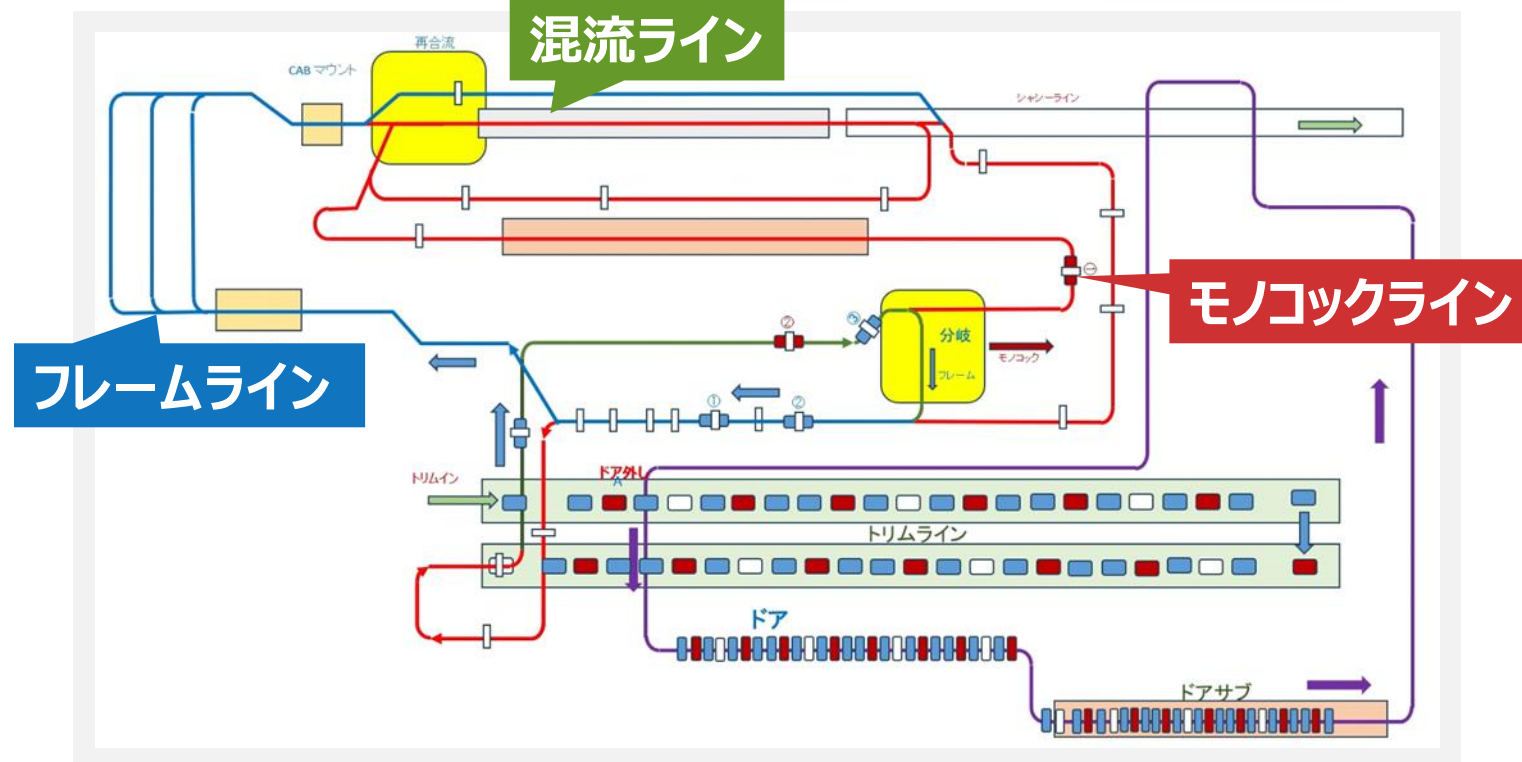 混流ライン
再合流
CAB マウント
シャシーライン
モノコックライン
①
フレームライン
②
③
分岐
モノコック
フレーム
①
②
トリムイン
ドア外し
A
トリムライン
ドア
ドアサブ